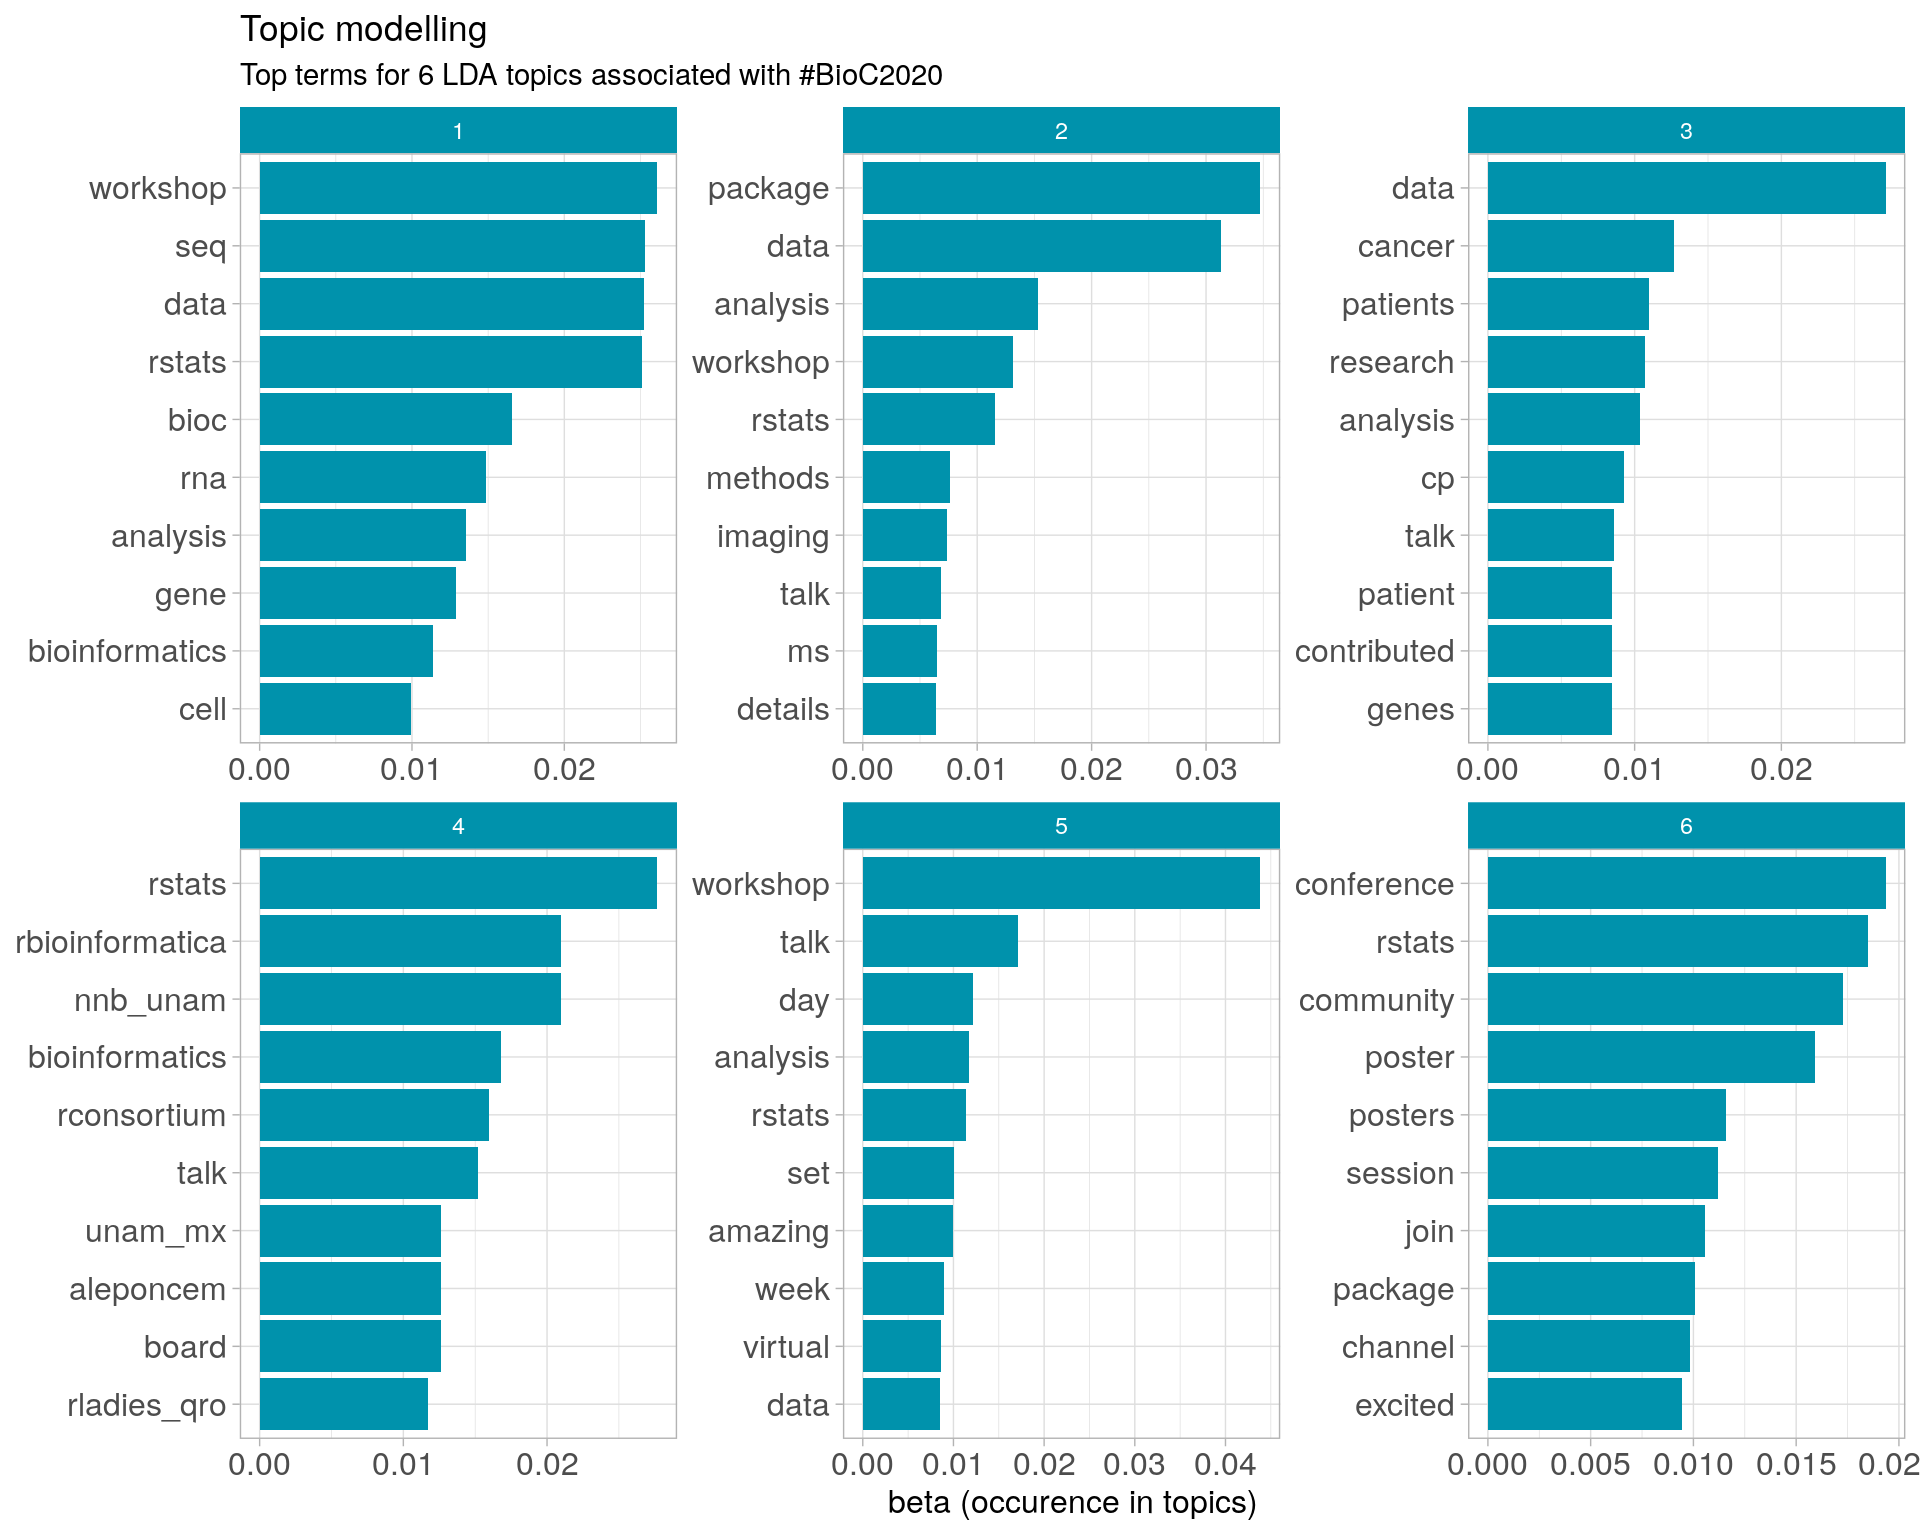 Topic modelling
Top terms for 6 LDA topics associated with #BioC2020
1
workshop
seq
data
rstats
bioc
rna
analysis
gene
bioinformatics
cell
0.00 0.01 0.02
2
package
data
analysis
workshop
rstats
methods
imaging
talk
ms
details
0.00 0.01 0.02 0.03
3
data
cancer
patients
research
analysis
cp
talk
patient
contributed
genes
0.00 0.01 0.02
4
rstats
rbioinformatica
nnb_unam
bioinformatics
rconsortium
talk
unam_mx
aleponcem
board
rladies_qro
0.00 0.01 0.02
5
workshop
talk
day
analysis
rstats
set
amazing
week
virtual
data
0.00 0.01 0.02 0.03 0.04
6
conference
rstats
community
poster
posters
session
join
package
channel
excited
0.000 0.005 0.010 0.015 0.02
beta (occurence in topics)